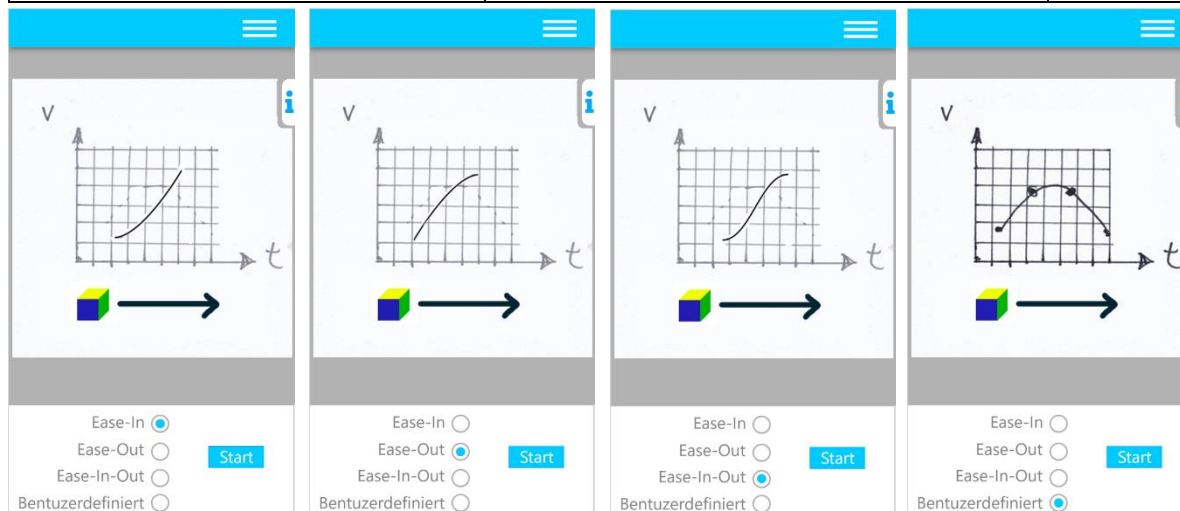 i i i
V V V V
t t t t
Ease-In Ease-In Ease-In Ease-In
Ease-Out Ease-Out Ease-Out Ease-Out
Start Start Start Start
Ease-In-Out Ease-In-Out Ease-In-Out Ease-In-Out
Bentuzerdefiniert Bentuzerdefiniert Bentuzerdefiniert Bentuzerdefiniert